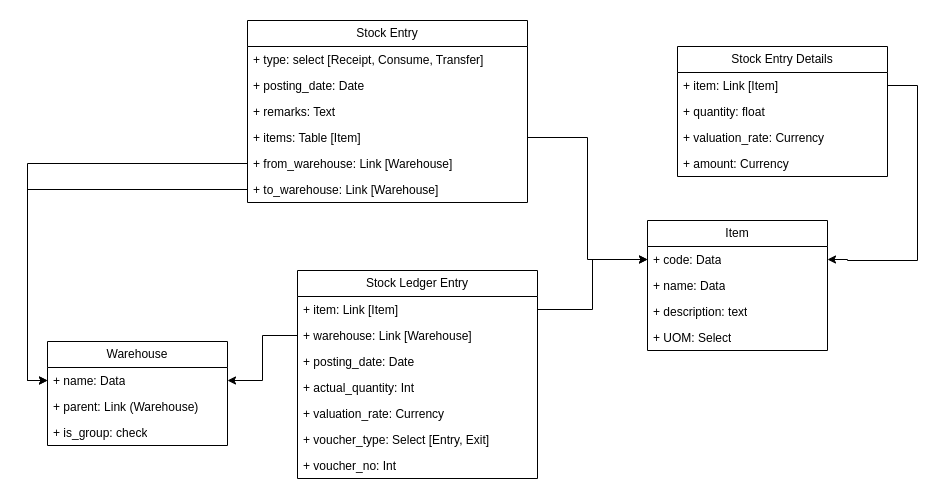 Stock Entry
+ type: select [Receipt, Consume, Transfer]
+ posting_date: Date
+ remarks: Text
+ items: Table [Item]
+ from_warehouse: Link [Warehouse]
+ to_warehouse: Link [Warehouse]
Stock Entry Details
+ item: Link [Item]
+ quantity: float
+ valuation_rate: Currency
+ amount: Currency
Item
+ code: Data
+ name: Data
+ description: text
+ UOM: Select
Stock Ledger Entry
+ item: Link [Item]
+ warehouse: Link [Warehouse]
+ posting_date: Date
+ actual_quantity: Int
+ valuation_rate: Currency
+ voucher_type: Select [Entry, Exit]
+ voucher_no: Int
Warehouse
+ name: Data
+ parent: Link (Warehouse)
+ is_group: check